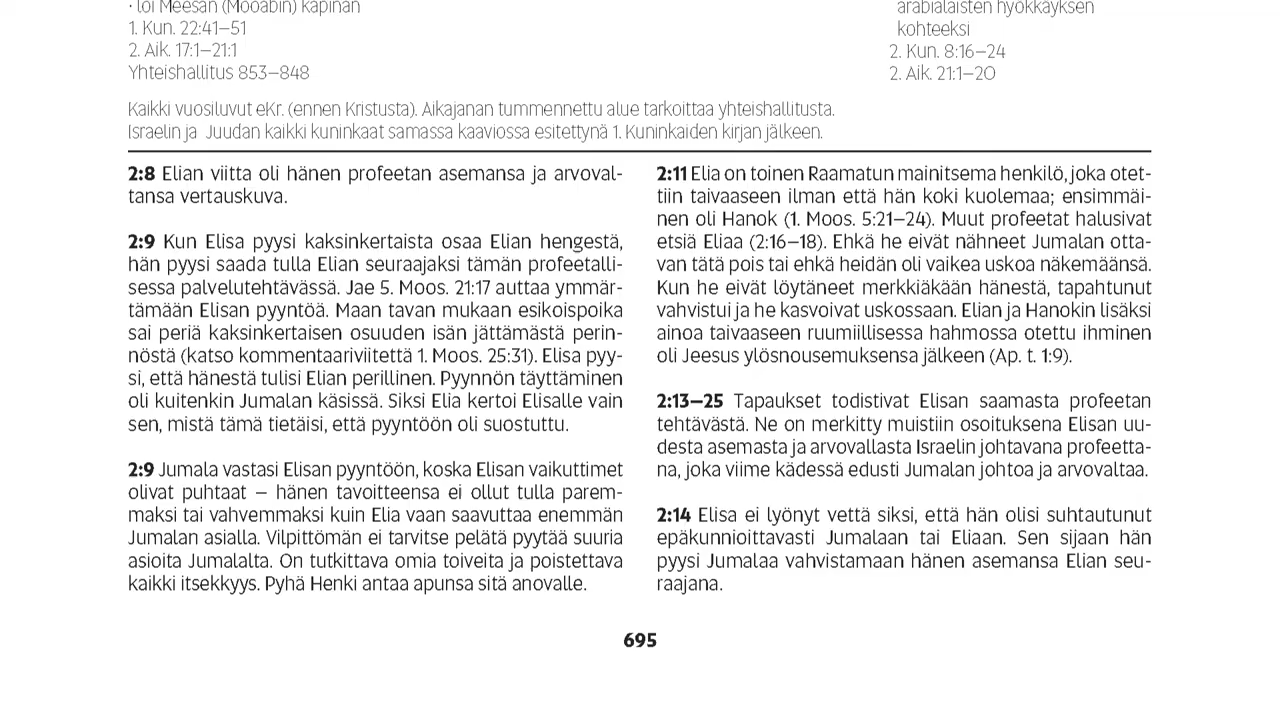 · löi Meesan (Mooabin) kapinan
1. Kun. 22:41–51
2. Aik. 17:1–21:1
Yhteishallitus 853–848
arabialaisten hyökkäyksen
kohteeksi
2. Kun. 8:16–24
2. Aik. 21:1–20
Kaikki vuosiluvut eKr. (ennen Kristusta). Aikajanan tummennettu alue tarkoittaa yhteishallitusta.
Israelin ja Juudan kaikki kuninkaat samassa kaaviossa esitettynä 1. Kuninkaiden kirjan jälkeen.
2:8 Elian viitta oli hänen profeetan asemansa ja arvoval-
tansa vertauskuva.
2:9 Kun Elisa pyysi kaksinkertaista osaa Elian hengestä,
hän pyysi saada tulla Elian seuraajaksi tämän profeetalli-
sessa palvelutehtävässä. Jae 5. Moos. 21:17 auttaa ymmär-
tämään Elisan pyyntöä. Maan tavan mukaan esikoispoika
sai periä kaksinkertaisen osuuden isän jättämästä perin-
nöstä (katso kommentaariviitettä 1. Moos. 25:31). Elisa pyy-
si, että hänestä tulisi Elian perillinen. Pyynnön täyttäminen
oli kuitenkin Jumalan käsissä. Siksi Elia kertoi Elisalle vain
sen, mistä tämä tietäisi, että pyyntöön oli suostuttu.
2:9 Jumala vastasi Elisan pyyntöön, koska Elisan vaikuttimet
olivat puhtaat – hänen tavoitteensa ei ollut tulla parem-
maksi tai vahvemmaksi kuin Elia vaan saavuttaa enemmän
Jumalan asialla. Vilpittömän ei tarvitse pelätä pyytää suuria
asioita Jumalalta. On tutkittava omia toiveita ja poistettava
kaikki itsekkyys. Pyhä Henki antaa apunsa sitä anovalle.
2:11 Elia on toinen Raamatun mainitsema henkilö, joka otet-
tiin taivaaseen ilman että hän koki kuolemaa; ensimmäi-
nen oli Hanok (1. Moos. 5:21–24). Muut profeetat halusivat
etsiä Eliaa (2:16–18). Ehkä he eivät nähneet Jumalan otta-
van tätä pois tai ehkä heidän oli vaikea uskoa näkemäänsä.
Kun he eivät löytäneet merkkiäkään hänestä, tapahtunut
vahvistui ja he kasvoivat uskossaan. Elian ja Hanokin lisäksi
ainoa taivaaseen ruumiillisessa hahmossa otettu ihminen
oli Jeesus ylösnousemuksensa jälkeen (Ap. t. 1:9).
2:13–25 Tapaukset todistivat Elisan saamasta profeetan
tehtävästä. Ne on merkitty muistiin osoituksena Elisan uu-
desta asemasta ja arvovallasta Israelin johtavana profeetta-
na, joka viime kädessä edusti Jumalan johtoa ja arvovaltaa.
2:14 Elisa ei lyönyt vettä siksi, että hän olisi suhtautunut
epäkunnioittavasti Jumalaan tai Eliaan. Sen sijaan hän
pyysi Jumalaa vahvistamaan hänen asemansa Elian seu-
raajana.
695